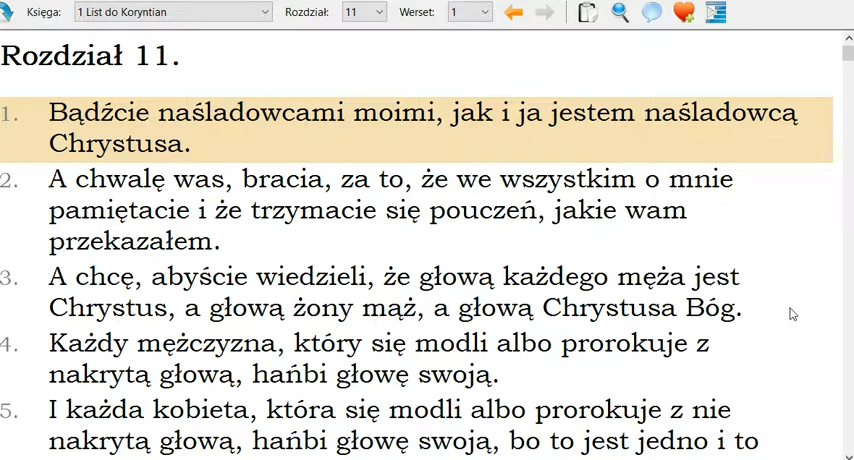 Księga: 1 List do Koryntian Rozdział: 11 Werset: 1
Rozdział 11.
1. Bądźcie naśladowcami moimi, jak i ja jestem naśladowcą
Chrystusa.
2. A chwalę was, bracia, za to, że we wszystkim o mnie
pamiętacie i że trzymacie się pouczeń, jakie wam
przekazałem.
3. A chcę, abyście wiedzieli, że głową każdego męża jest
Chrystus, a głową żony mąż, a głową Chrystusa Bóg.
4. Każdy mężczyzna, który się modli albo prorokuje z
nakrytą głową, hańbi głowę swoją.
5. I każda kobieta, która się modli albo prorokuje z nie
nakrytą głową, hańbi głowę swoją, bo to jest jedno i to